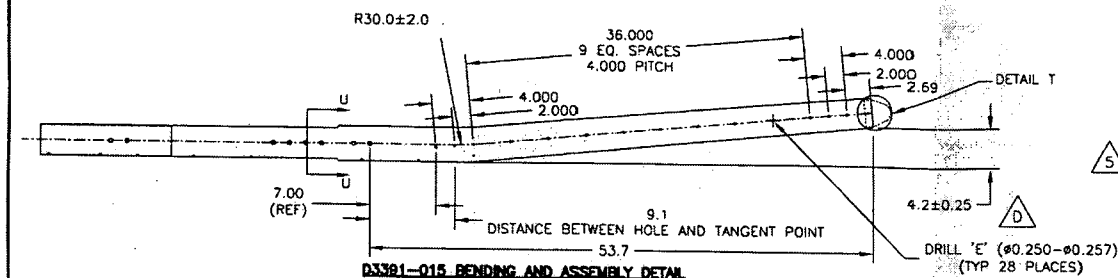 R30.0±2.0
36.000
9 EQ. SPACES
4.000 PITCH
4.000
2.000
2.69
DETAIL T
4.000
2.000
U
U
S
7.00
(REF)
9.1
DISTANCE BETWEEN HOLE AND TANGENT POINT
4.2±0.25
D
53.7
DRILL 'E' (ø0.250-ø0.257)
(TYP 28 PLACES)
D3391-015 BENDING AND ASSEMBLY DETAIL